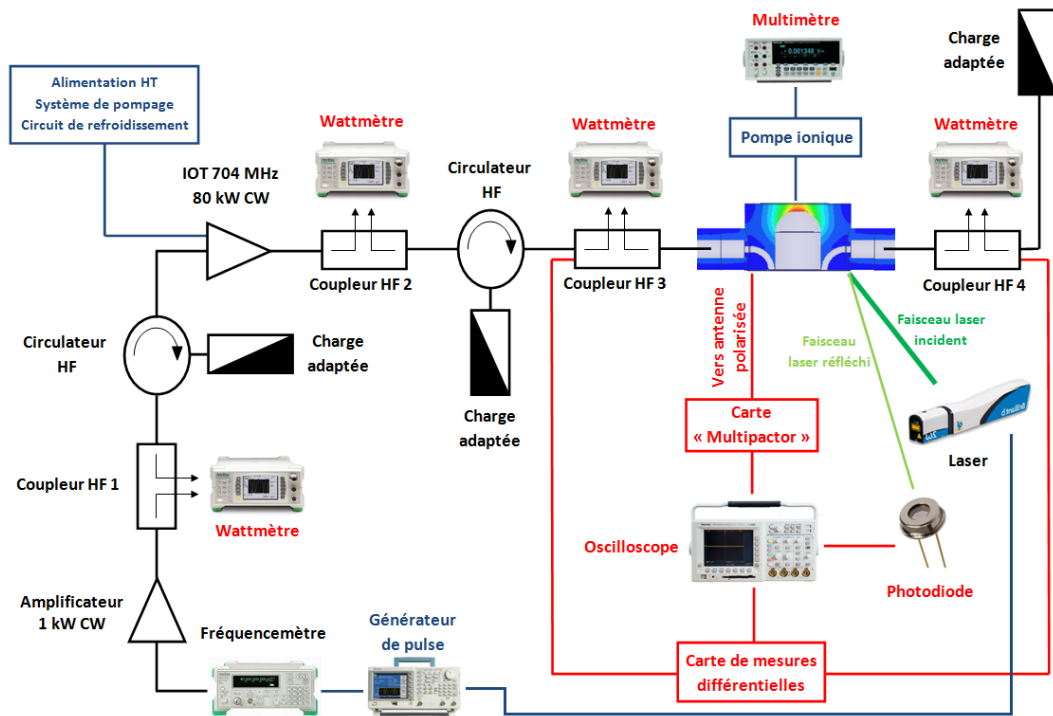 Multimètre
Charge
adaptée
Alimentation HT
Système de pompage
Circuit de refroidissement
Wattmètre
Wattmètre
Wattmètre
Pompe ionique
Circulateur
HF
IOT 704 MHz
80 kW CW
Coupleur HF 2
Coupleur HF 3
Coupleur HF 4
Circulateur
HF
Charge
adaptée
Charge
adaptée
Vers antenne
polarisée
Faisceau laser
incident
Faisceau
laser réfléchi
Carte
« Multipactor »
Laser
Coupleur HF 1
Wattmètre
Oscilloscope
Photodiode
Amplificateur
1 kW CW
Fréquencemètre
Générateur
de pulse
Carte de mesures
différentielles